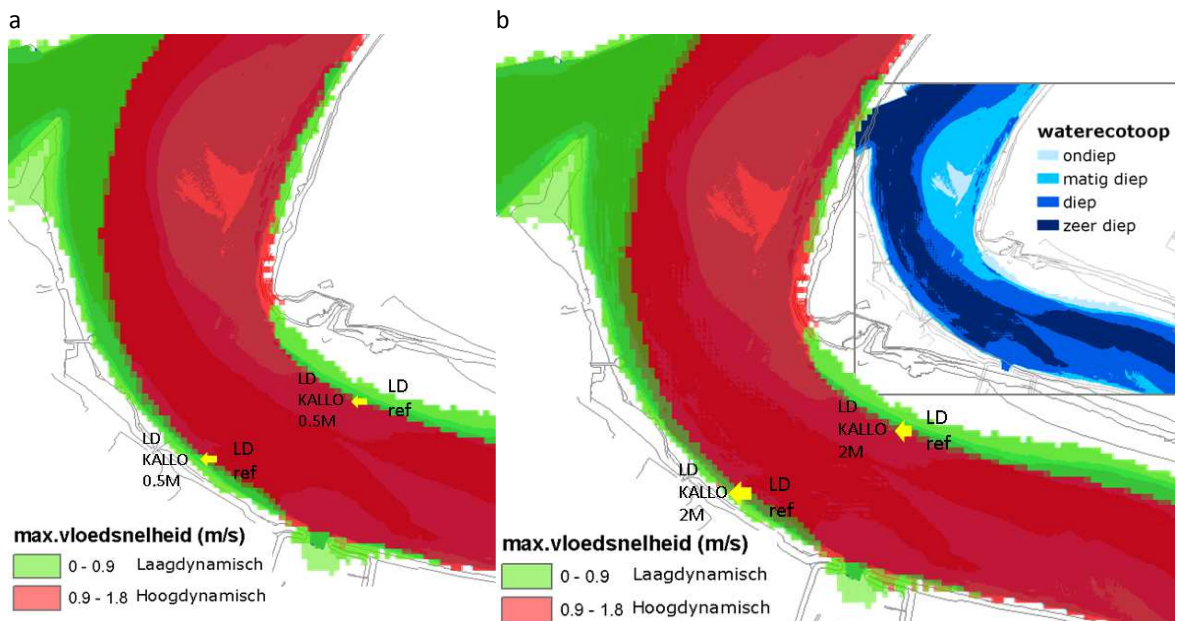 a
LD
KALLO
0.5M
LD
ref
LD
KALLO
0.5M
LD
ref
max.vloedsnelheid (m/s)
0 - 0.9 Laagdynamisch
0.9 - 1.8 Hoogdynamisch
b
waterecotoop
ondiep
matig diep
diep
zeer diep
LD
KALLO
2M
LD
ref
LD
KALLO
2M
LD
ref
max.vloedsnelheid (m/s)
0 - 0.9 Laagdynamisch
0.9 - 1.8 Hoogdynamisch